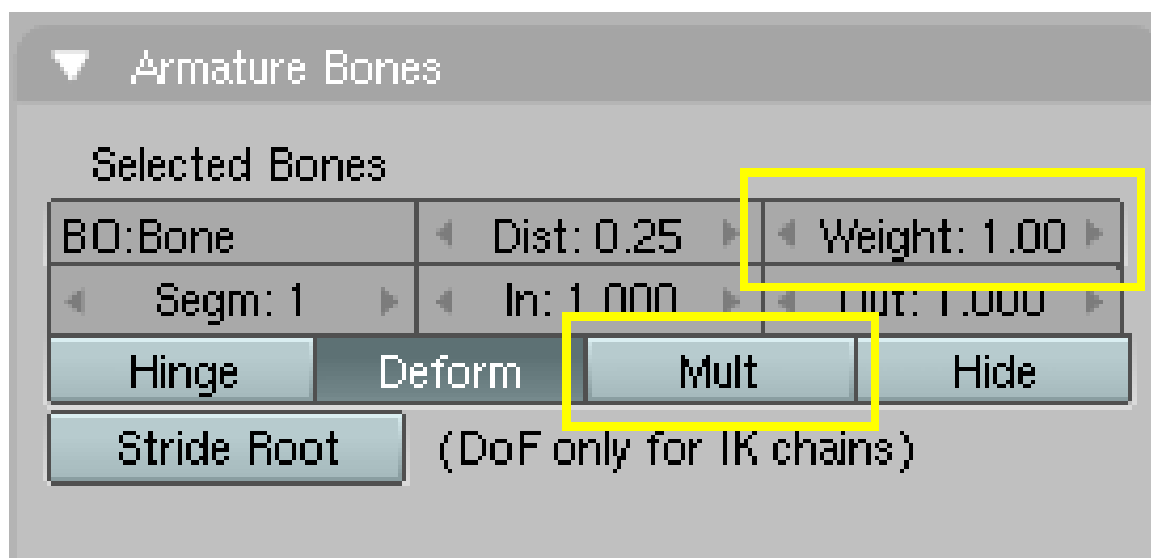 Armature Bones
Selected Bones
BO:Bone Dist: 0.25 Weight: 1.00
Segm: 1 In: 1.000 Out: 1.000
Hinge Deform Mult Hide
Stride Root (DoF only for IK chains)